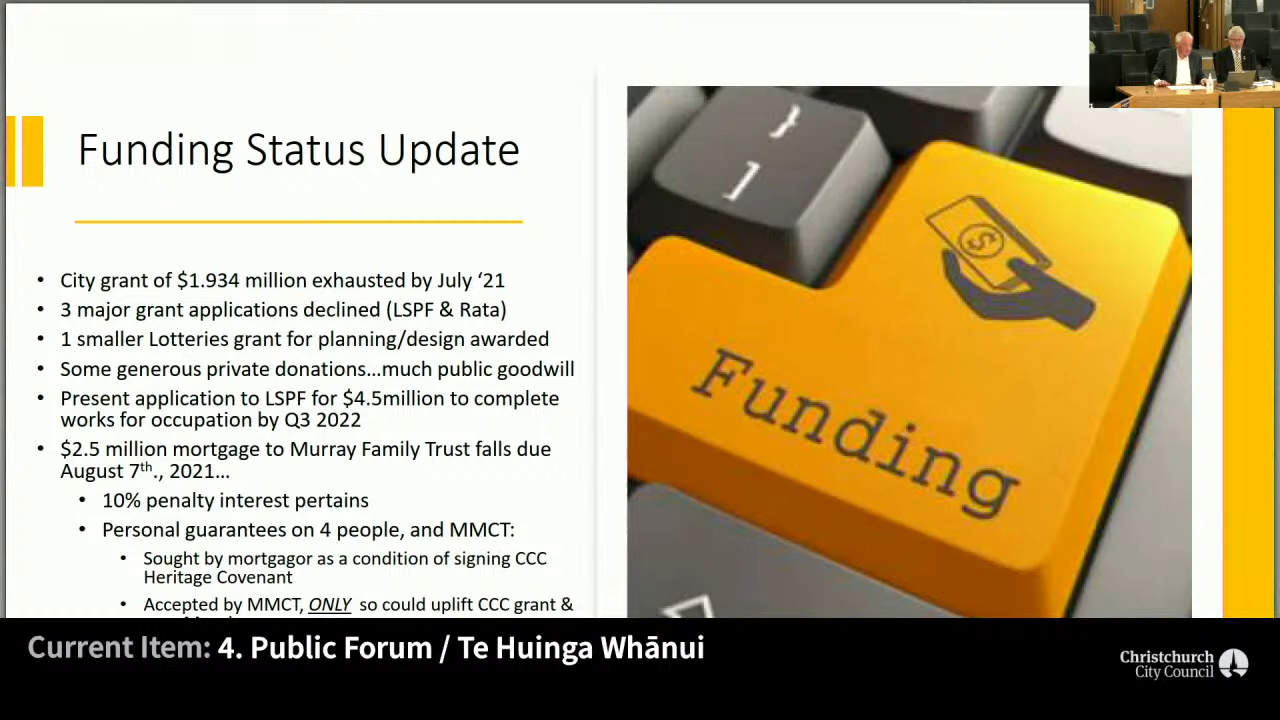 Funding Status Update
• City grant of $1.934 million exhausted by July ‘21
• 3 major grant applications declined (LSPF & Rata)
• 1 smaller Lotteries grant for planning/design awarded
• Some generous private donations…much public goodwill
• Present application to LSPF for $4.5million to complete
works for occupation by Q3 2022
• $2.5 million mortgage to Murray Family Trust falls due
August 7th., 2021…
• 10% penalty interest pertains
• Personal guarantees on 4 people, and MMCT:
• Sought by mortgagor as a condition of signing CCC
Heritage Covenant
• Accepted by MMCT, ONLY so could uplift CCC grant &
}
]
$
Funding
Current Item: 4. Public Forum / Te Huinga Whānui
Christchurch
City Council